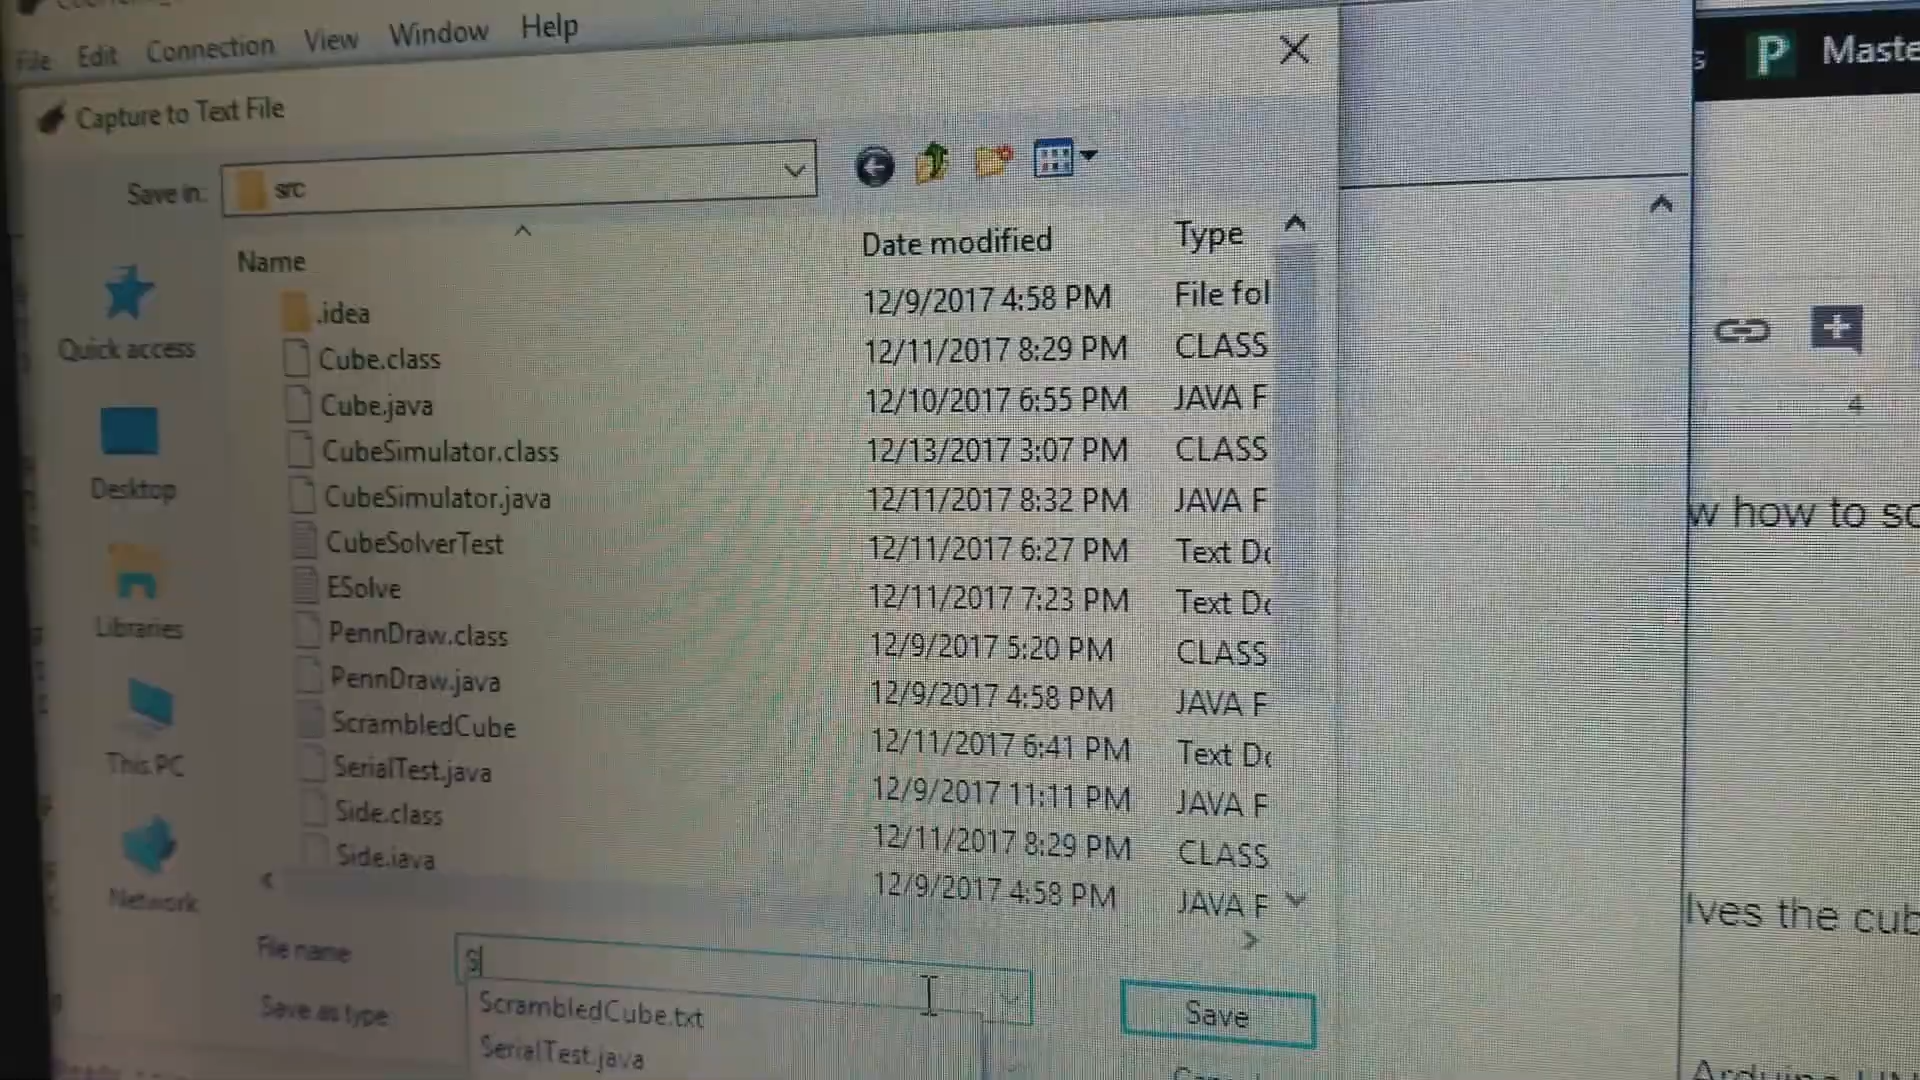 File Edit Connection View Window Help
Capture to Text File
Save in: src
Name Date modified Type
.idea 12/9/2017 4:58 PM File fol
Cube.class 12/11/2017 8:29 PM CLASS
Cube.java 12/10/2017 6:55 PM JAVA F
CubeSimulator.class 12/13/2017 3:07 PM CLASS
CubeSimulator.java 12/11/2017 8:32 PM JAVA F
CubeSolverTest 12/11/2017 6:27 PM Text Do
ESolve 12/11/2017 7:23 PM Text Do
PennDraw.class 12/9/2017 5:20 PM CLASS
PennDraw.java 12/9/2017 4:58 PM JAVA F
ScrambledCube 12/11/2017 6:41 PM Text Do
SerialTest.java 12/9/2017 11:11 PM JAVA F
Side.class 12/11/2017 8:29 PM CLASS
Side.java 12/9/2017 4:58 PM JAVA F
Quick access
Desktop
Libraries
This PC
Network
File name S
Save as type
ScrambledCube.txt
SerialTest.java
Save
s P Maste
4
w how to so
lves the cub